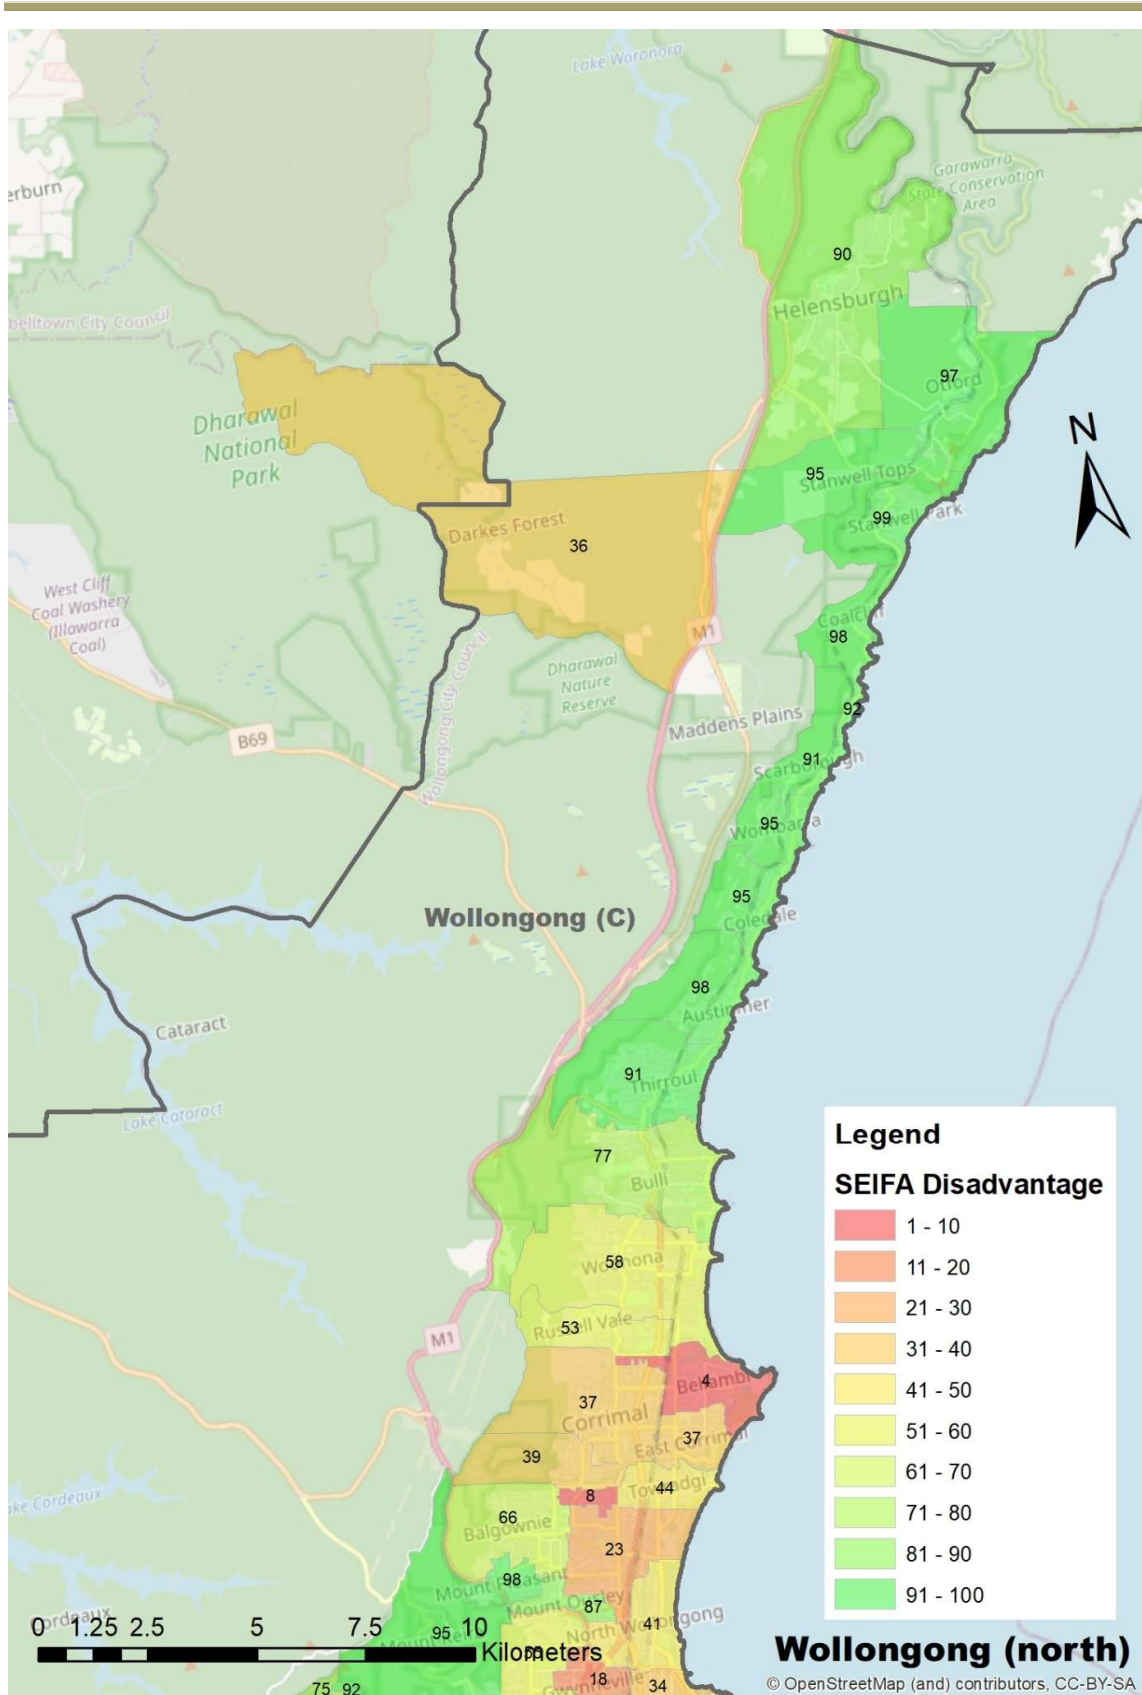 Lake Woronora
erburn
Garawarra
State Conservation
Area
90
Helensburgh
belltown City Council
97
Otford
Dharawal
National
Park
N
95
Stanwell Tops
99
Stanwell Park
Darkes Forest
36
West Cliff
Coal Washery
(Illawarra
Coal)
Coalcliff
98
M1
Dharawal
Nature
Reserve
Wollongong City Council
92
Maddens Plains
B69
91
Scarborough
95
Wombarra
95
Wollongong (C)
Coledale
98
Austinmer
Cataract
91
Thirroul
Lake Cataract
Legend
SEIFA Disadvantage
1 - 10
11 - 20
21 - 30
31 - 40
41 - 50
51 - 60
61 - 70
71 - 80
81 - 90
91 - 100
77
Bulli
58
Woonona
53
Russell Vale
M1
4
Bellambi
37
Corrimal
37
East Corrimal
39
44
Towradgi
8
ake Cordeaux
66
Balgownie
23
98
Mount Pleasant
87
Mount Ousley
41
North Wollongong
Cordeaux
95
0 1.25 2.5 5 7.5 10
Kilometers
18
Gwynneville
34
75
92
Wollongong (north)
© OpenStreetMap (and) contributors, CC-BY-SA